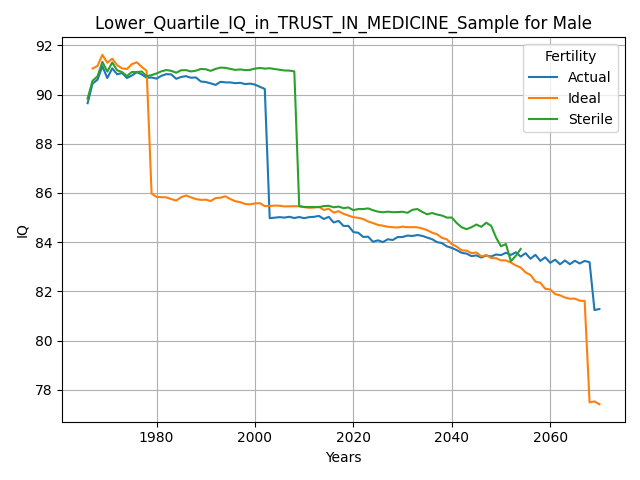 Lower_Quartile_IQ_in_TRUST_IN_MEDICINE_Sample for Male
Fertility
Actual
Ideal
Sterile
IQ
92
90
88
86
84
82
80
78
1980 2000 2020 2040 2060
Years